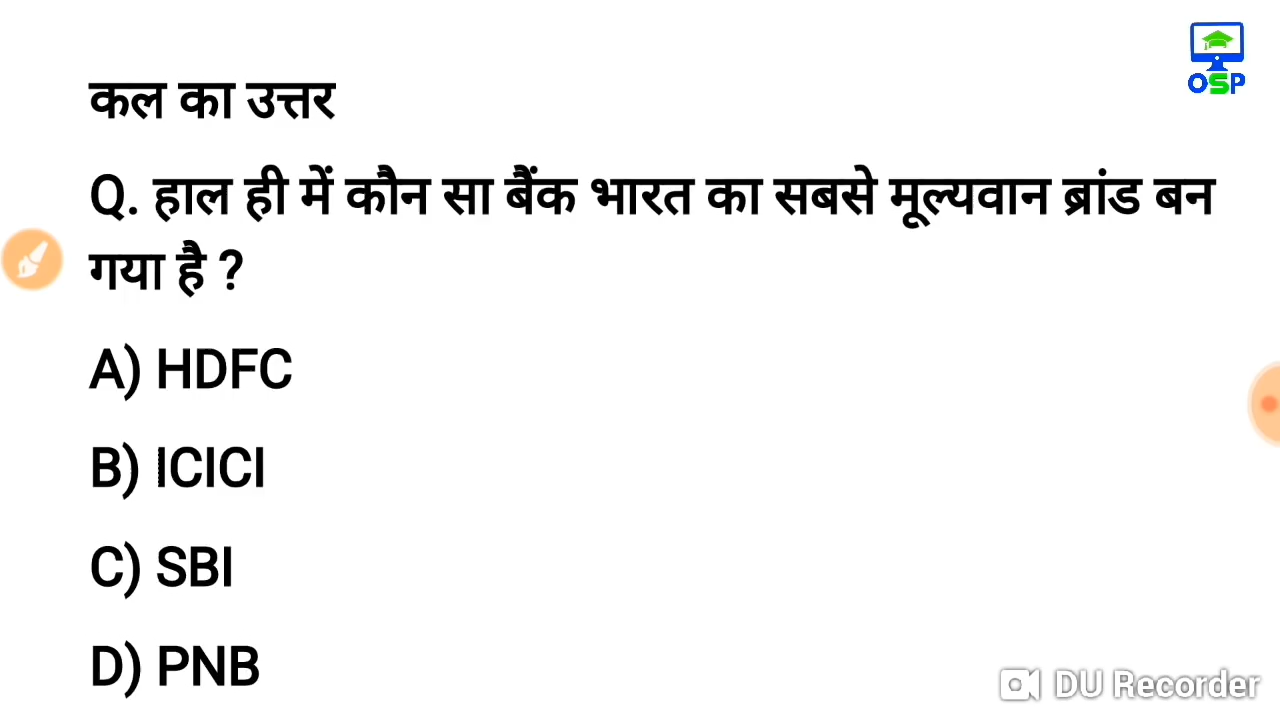 OSP
कल का उत्तर
Q. हाल ही में कौन सा बैंक भारत का सबसे मूल्यवान ब्रांड बन
गया है ?
A) HDFC
B) ICICI
C) SBI
D) PNB
DU Recorder